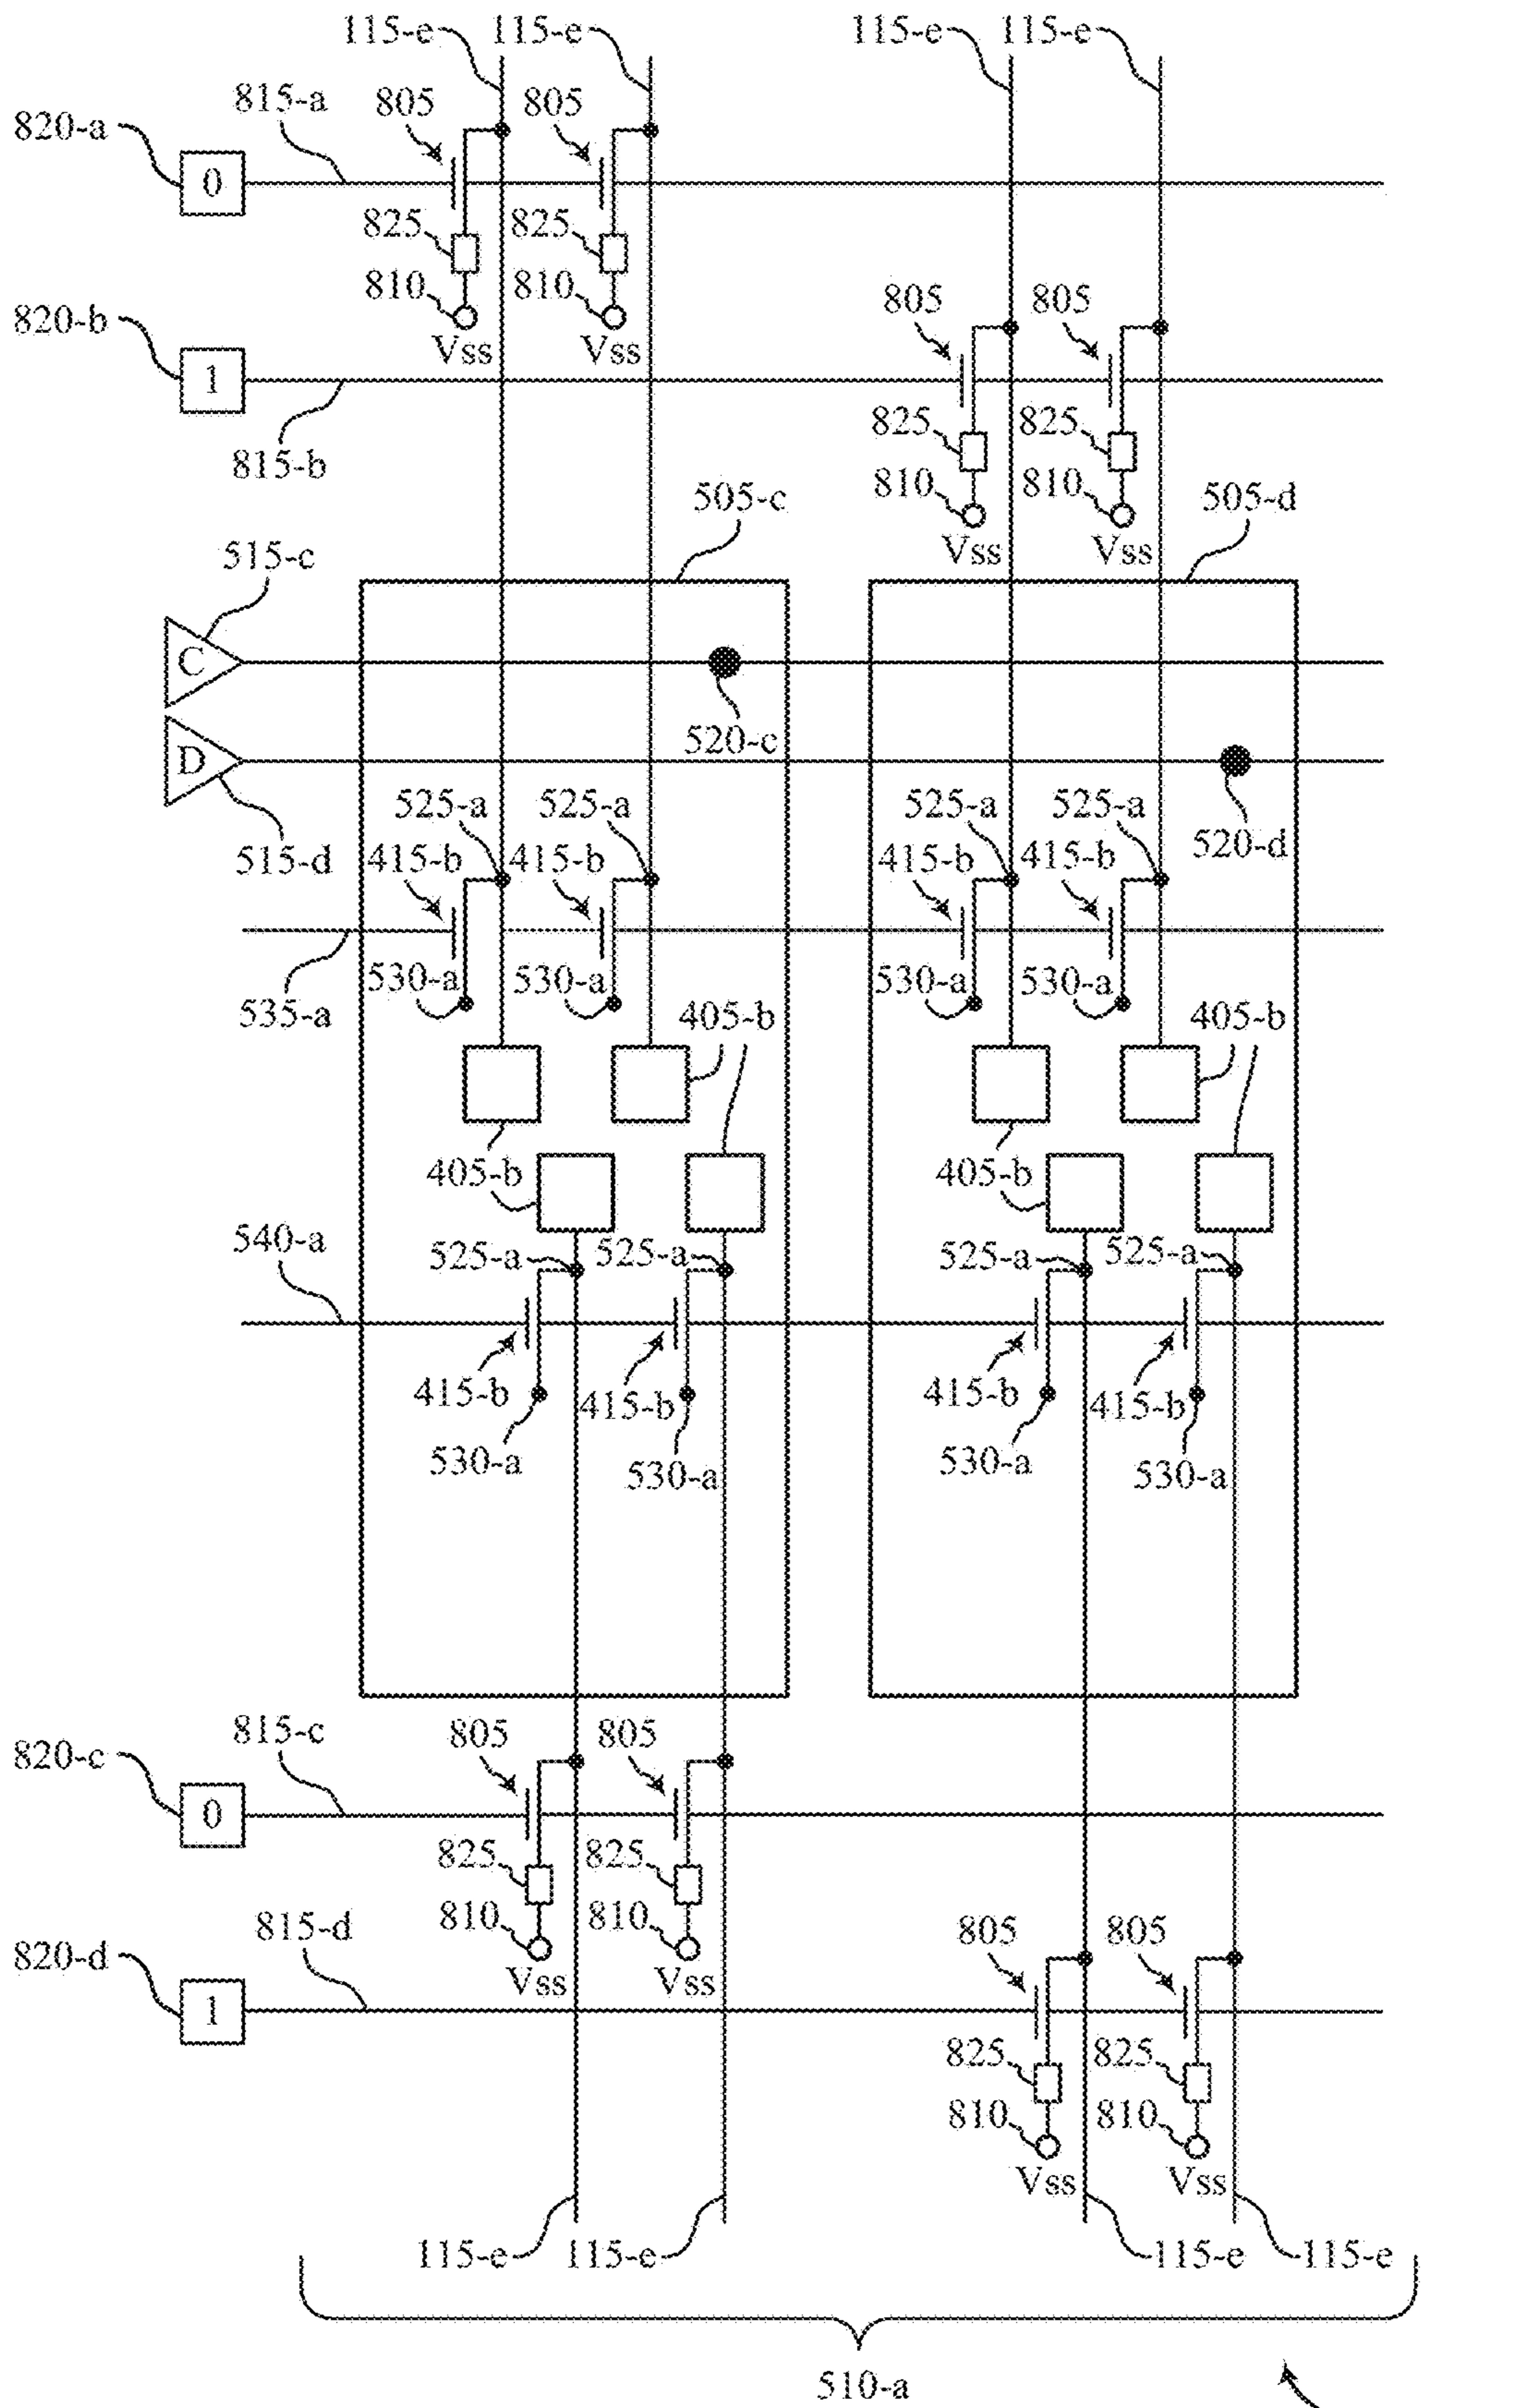 115-e 115-e 115-e 115-e
815-a 805 805
820-a
0
825 825
810 810
805 805
820-b
Vss Vss
1
825 825
815-b
810 810
505-c 505-d
Vss Vss
515-c
C
520-c
D
525-a 525-a 525-a 525-a
520-d
515-d
415-b 415-b 415-b 415-b
530-a 530-a 530-a 530-a
535-a
405-b 405-b
405-b 405-b
540-a
525-a 525-a 525-a 525-a
415-b 415-b 415-b 415-b
530-a 530-a 530-a 530-a
815-c 805 805
820-c
0
825 825
810 810
815-d
805 805
820-d
Vss Vss
1
825 825
810 810
Vss Vss
115-e 115-e 115-e 115-e
510-a